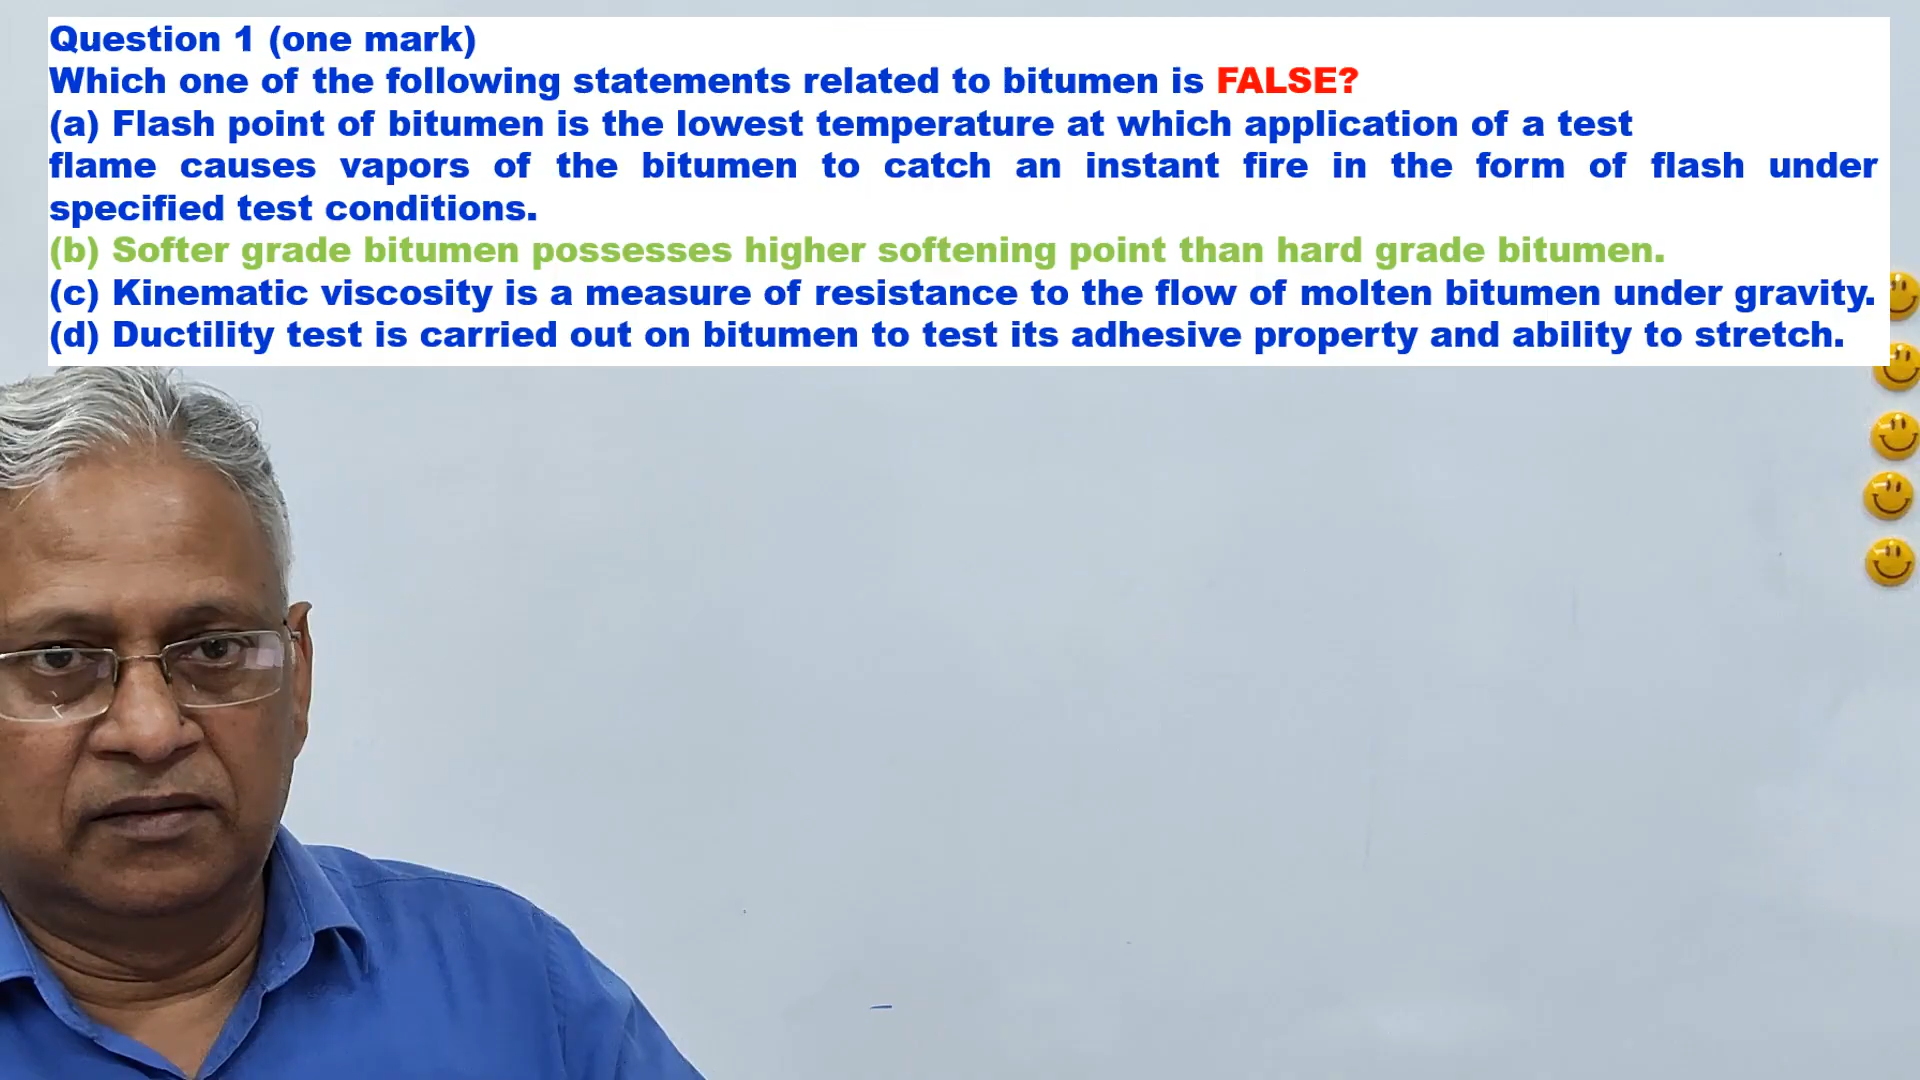 Question 1 (one mark)
Which one of the following statements related to bitumen is FALSE?
(a) Flash point of bitumen is the lowest temperature at which application of a test
flame causes vapors of the bitumen to catch an instant fire in the form of flash under
specified test conditions.
(b) Softer grade bitumen possesses higher softening point than hard grade bitumen.
(c) Kinematic viscosity is a measure of resistance to the flow of molten bitumen under gravity.
(d) Ductility test is carried out on bitumen to test its adhesive property and ability to stretch.